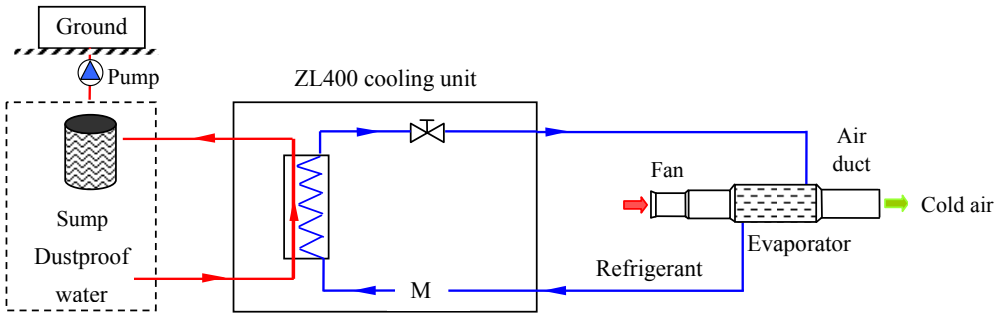 Ground
Pump
ZL400 cooling unit
Air
duct
Fan
Cold air
Sump
Evaporator
Dustproof
water
Refrigerant
M